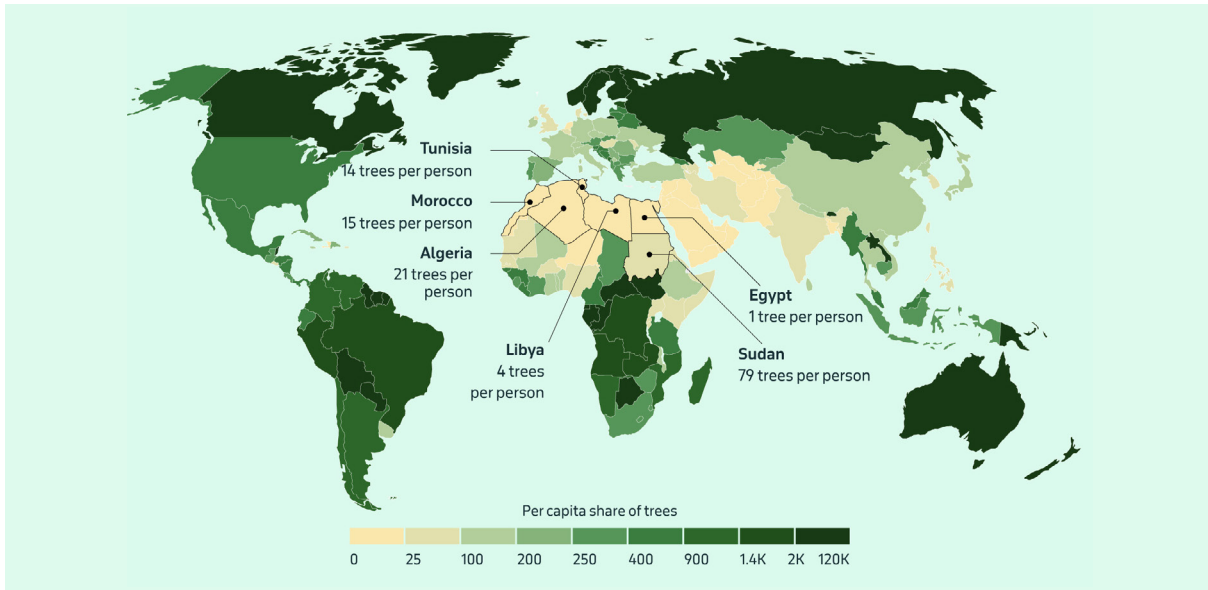 Tunisia
14 trees per person
Morocco
15 trees per person
Algeria
21 trees per
person
Libya
4 trees
per person
Egypt
1 tree per person
Sudan
79 trees per person
Per capita share of trees
0 25 100 200 250 400 900 1.4K 2K 120K